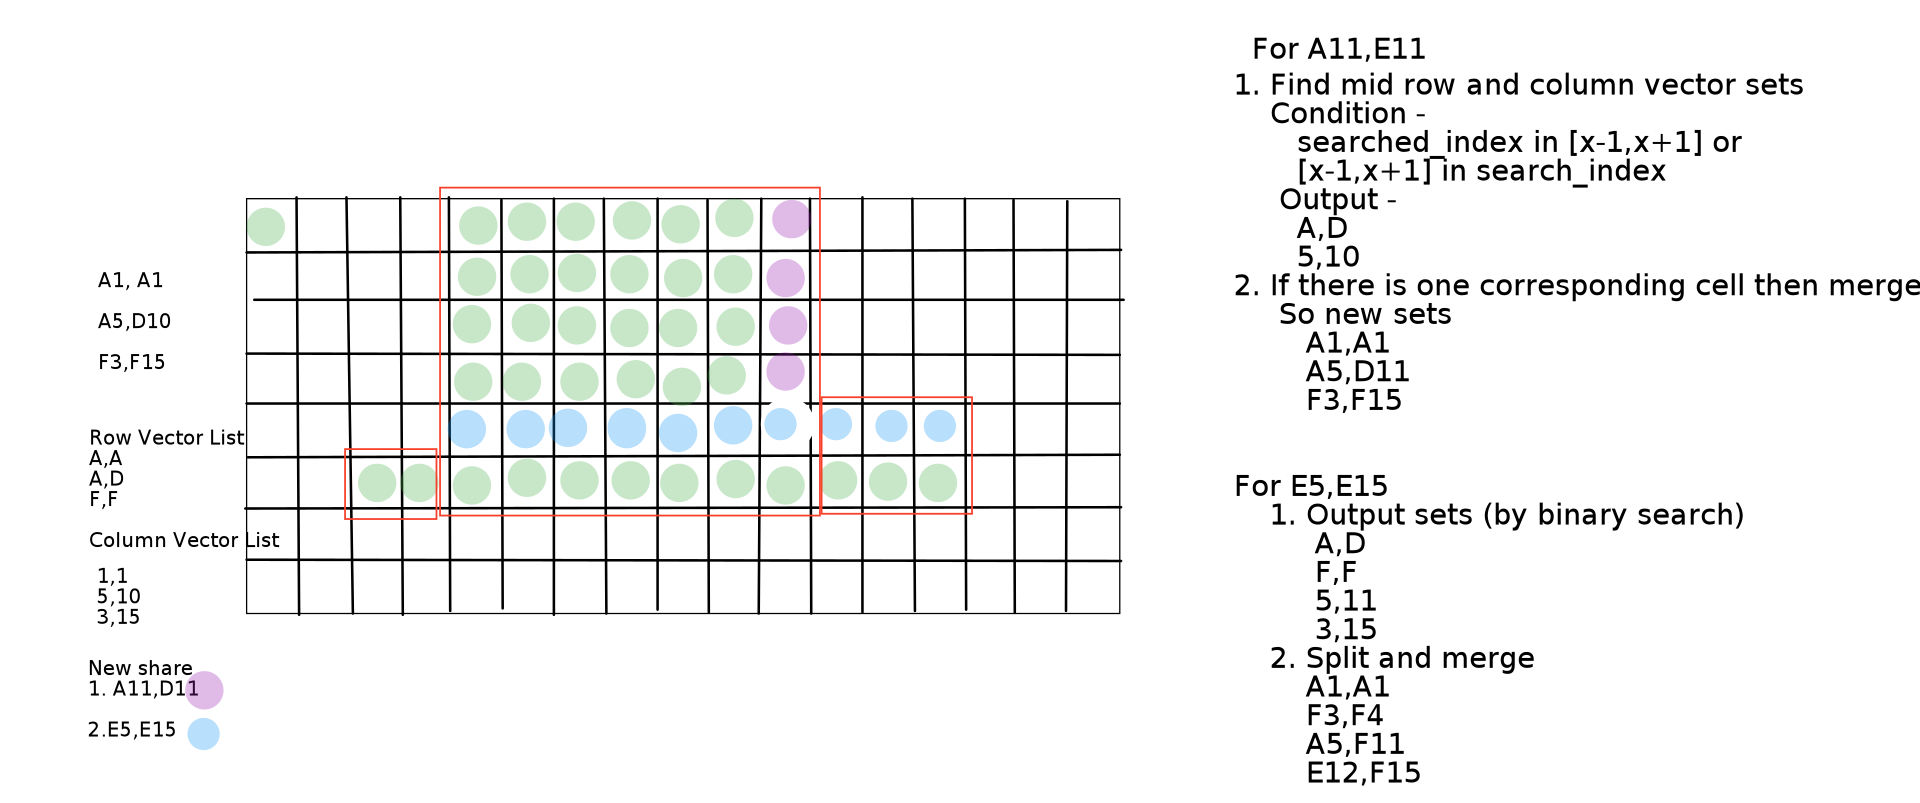 A1, A1
A5,D10
F3,F15
Row Vector List
A,A
A,D
F,F
Column Vector List
1,1
5,10
3,15
New share
1. A11,D11
2.E5,E15
For A11,E11
1. Find mid row and column vector sets
Condition -
searched_index in [x-1,x+1] or
[x-1,x+1] in search_index
Output -
A,D
5,10
2. If there is one corresponding cell then merge
So new sets
A1,A1
A5,D11
F3,F15
For E5,E15
1. Output sets (by binary search)
A,D
F,F
5,11
3,15
2. Split and merge
A1,A1
F3,F4
A5,F11
E12,F15